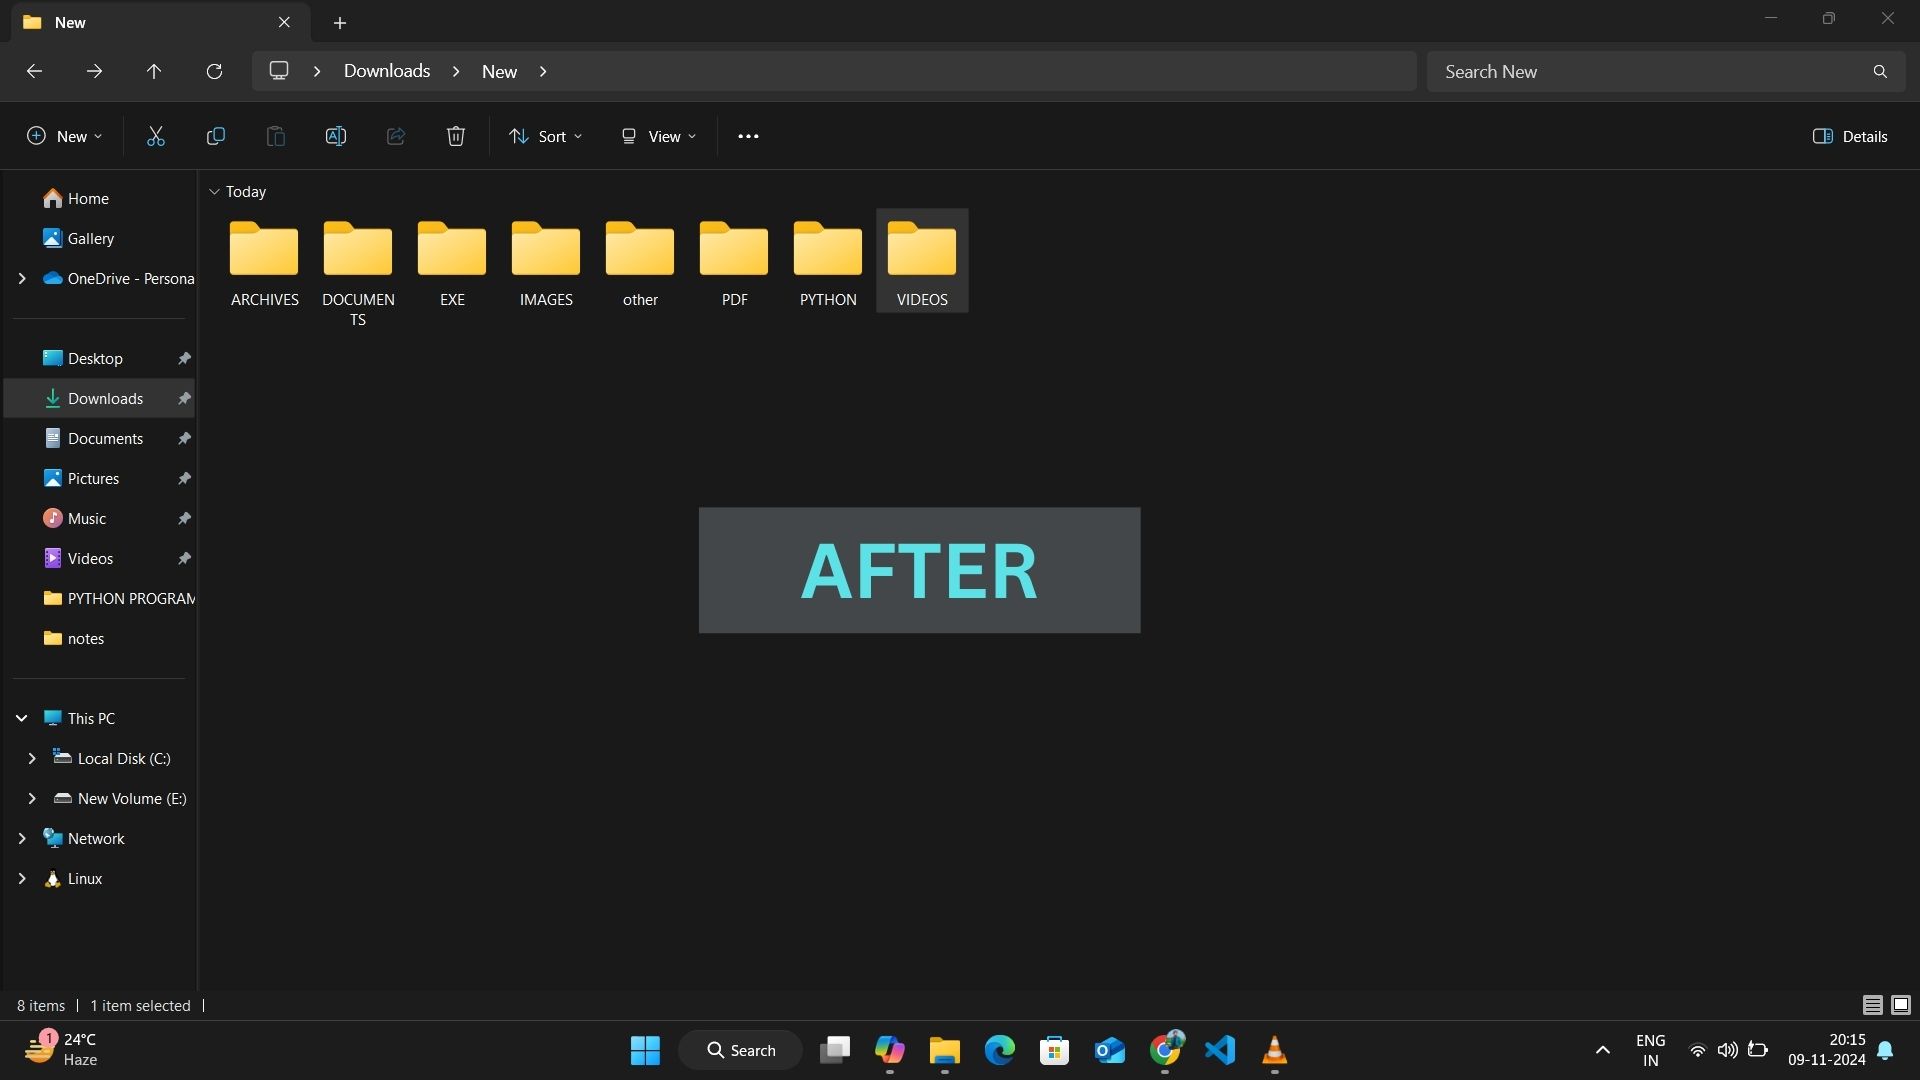 New
Downloads
New
Search New
New
Sort
View
Details
Home
Gallery
OneDrive - Persona
Desktop
Downloads
Documents
Pictures
Music
Videos
PYTHON PROGRAM
notes
This PC
Local Disk (C:)
New Volume (E:)
Network
Linux
Today
ARCHIVES
DOCUMEN
TS
EXE
IMAGES
other
PDF
PYTHON
VIDEOS
AFTER
8 items
1 item selected
1
24°C
Haze
Search
ENG
IN
20:15
09-11-2024